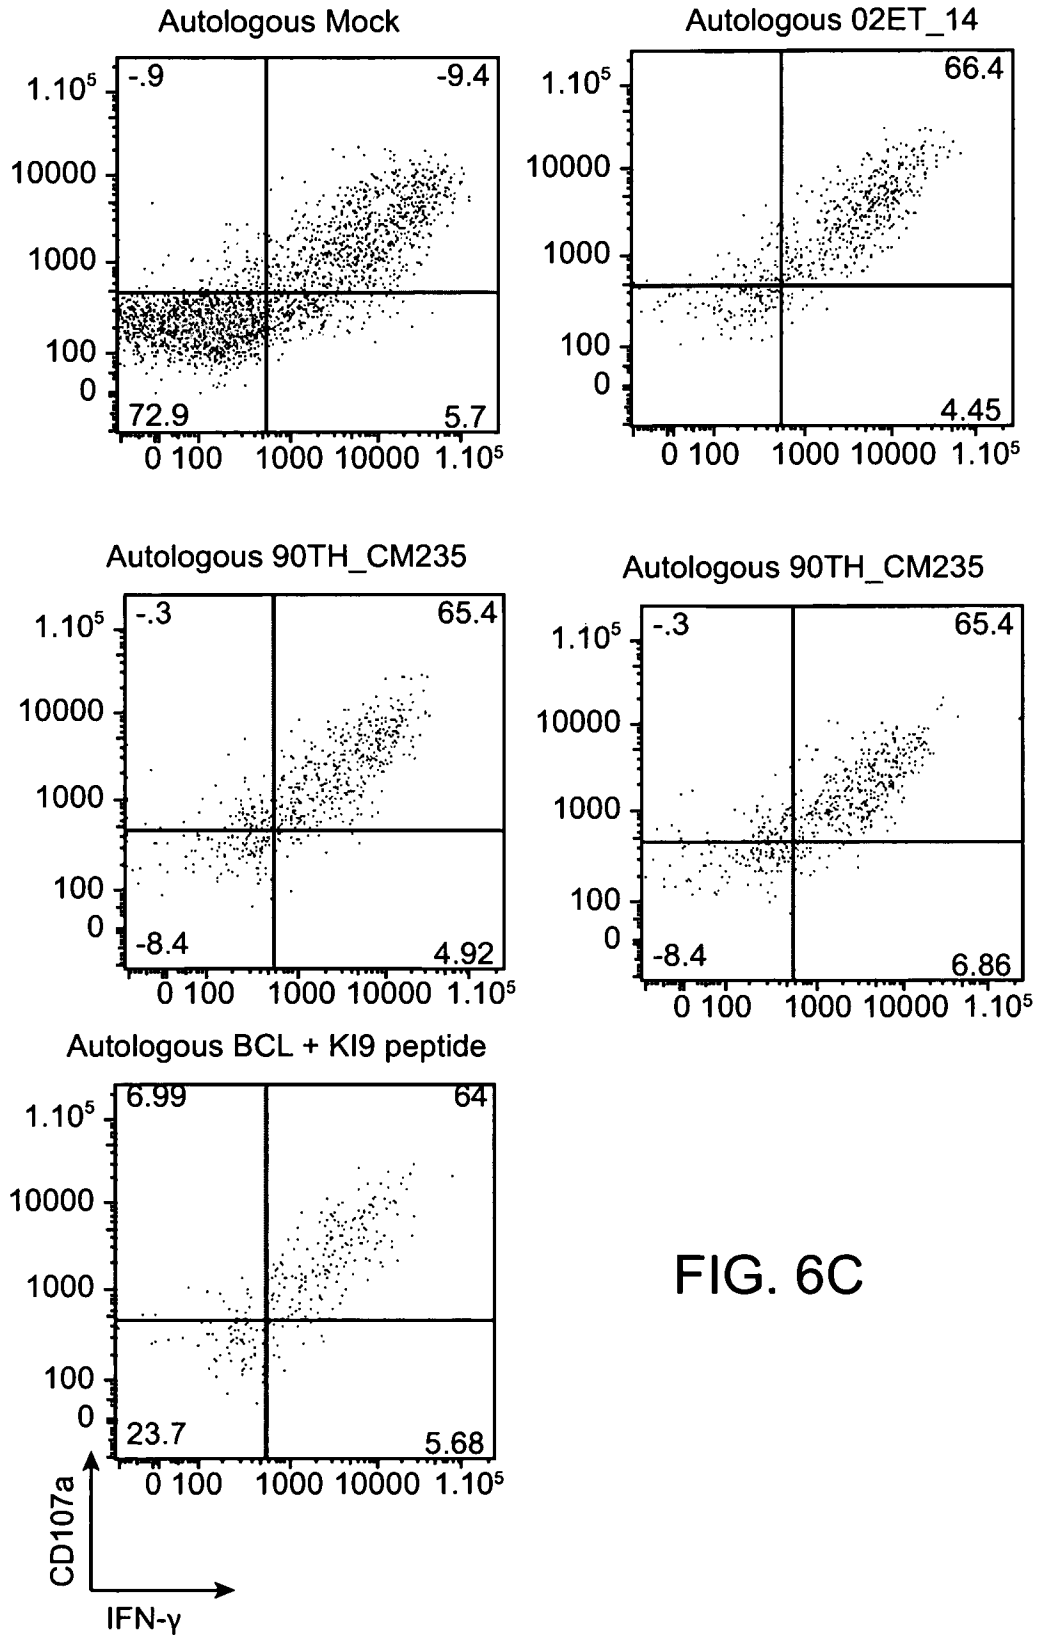 Autologous Mock
-.9 -9.4
1.10⁵
10000
1000
100
0
72.9 5.7
0 100 1000 10000 1.10⁵
Autologous 02ET_14
66.4
1.10⁵
10000
1000
100
0
4.45
0 100 1000 10000 1.10⁵
Autologous 90TH_CM235
-.3 65.4
1.10⁵
10000
1000
100
0
-8.4 4.92
0 100 1000 10000 1.10⁵
Autologous 90TH_CM235
-.3 65.4
1.10⁵
10000
1000
100
0
-8.4 6.86
0 100 1000 10000 1.10⁵
Autologous BCL + KI9 peptide
6.99 64
1.10⁵
10000
1000
100
0
23.7 5.68
0 100 1000 10000 1.10⁵
CD107a
IFN-γ
FIG. 6C